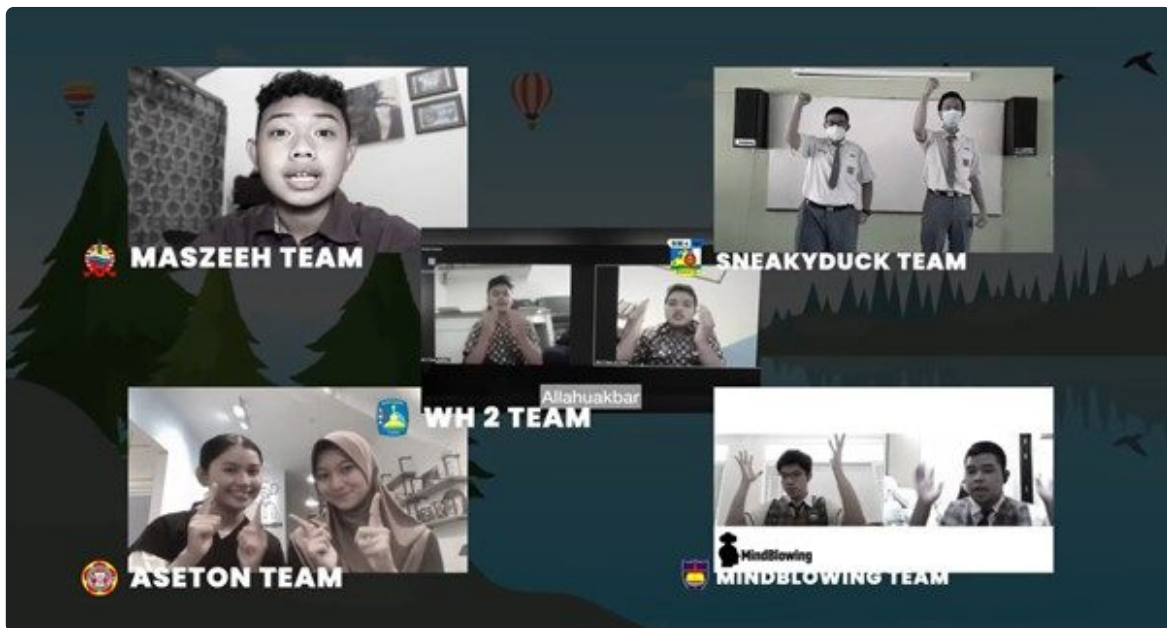 MASZEEH TEAM
SNEAKYDUCK TEAM
Allahuakbar
WH 2 TEAM
ASETON TEAM
MindBlowing
MINDBLOWING TEAM